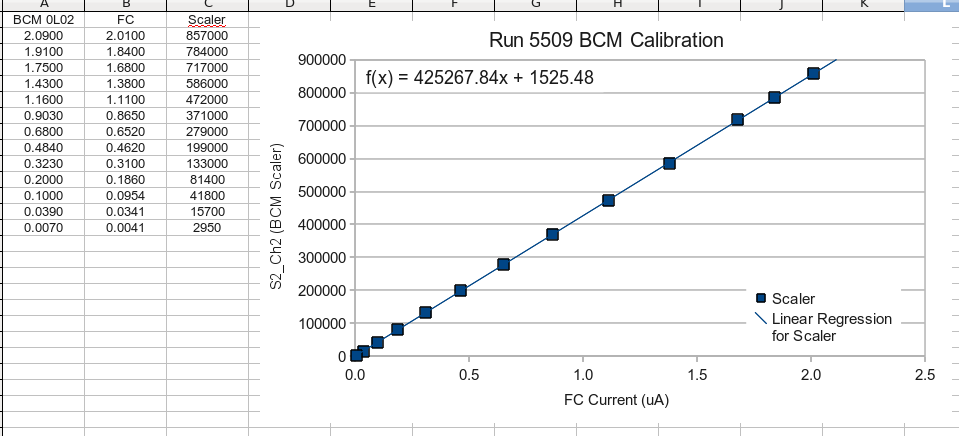 A B C D E F G H I J K L
BCM 0L02 FC Scaler
2.0900 2.0100 857000
1.9100 1.8400 784000
1.7500 1.6800 717000
1.4300 1.3800 586000
1.1600 1.1100 472000
0.9030 0.8650 371000
0.6800 0.6520 279000
0.4840 0.4620 199000
0.3230 0.3100 133000
0.2000 0.1860 81400
0.1000 0.0954 41800
0.0390 0.0341 15700
0.0070 0.0041 2950
Run 5509 BCM Calibration
f(x) = 425267.84x + 1525.48
S2_Ch2 (BCM Scaler)
900000
800000
700000
600000
500000
400000
300000
200000
100000
0
0.0 0.5 1.0 1.5 2.0 2.5
FC Current (uA)
Scaler
Linear Regression
for Scaler